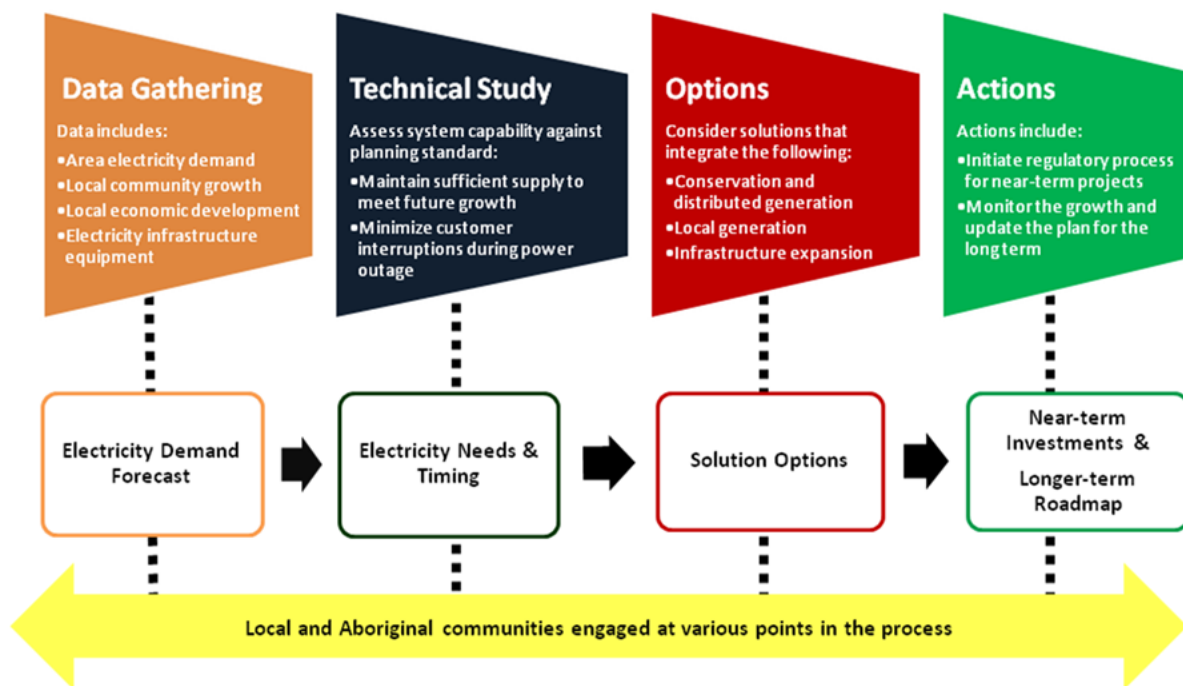 Data Gathering
Data includes:
•Area electricity demand
•Local community growth
•Local economic development
•Electricity infrastructure
equipment
Technical Study
Assess system capability against
planning standard:
•Maintain sufficient supply to
meet future growth
•Minimize customer
interruptions during power
outage
Options
Consider solutions that
integrate the following:
•Conservation and
distributed generation
•Local generation
•Infrastructure expansion
Actions
Actions include:
•Initiate regulatory process
for near-term projects
•Monitor the growth and
update the plan for the
long term
Electricity Demand
Forecast
Electricity Needs &
Timing
Solution Options
Near-term
Investments &
Longer-term
Roadmap
Local and Aboriginal communities engaged at various points in the process